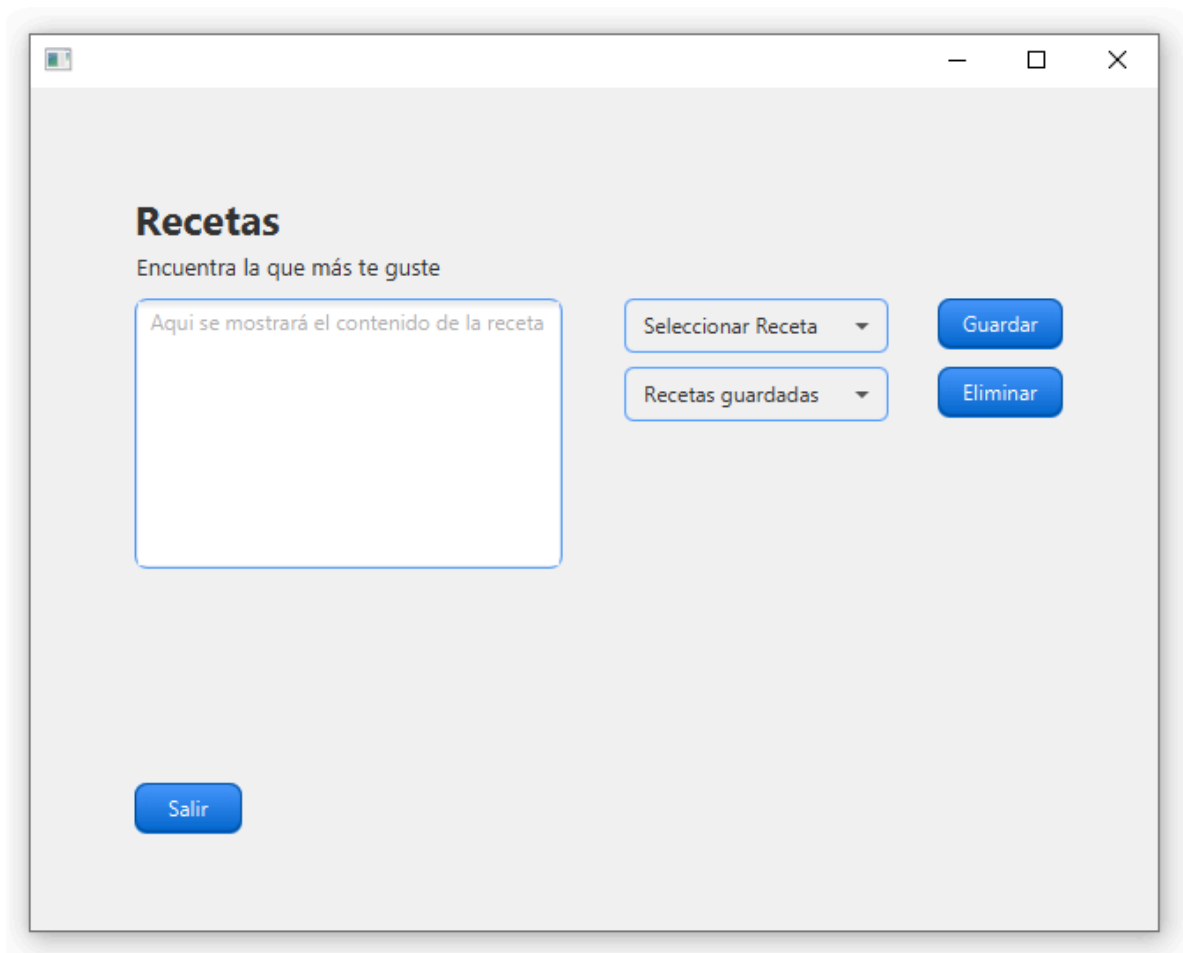 Recetas
Encuentra la que más te guste
Aqui se mostrará el contenido de la receta
Seleccionar Receta
Guardar
Recetas guardadas
Eliminar
Salir